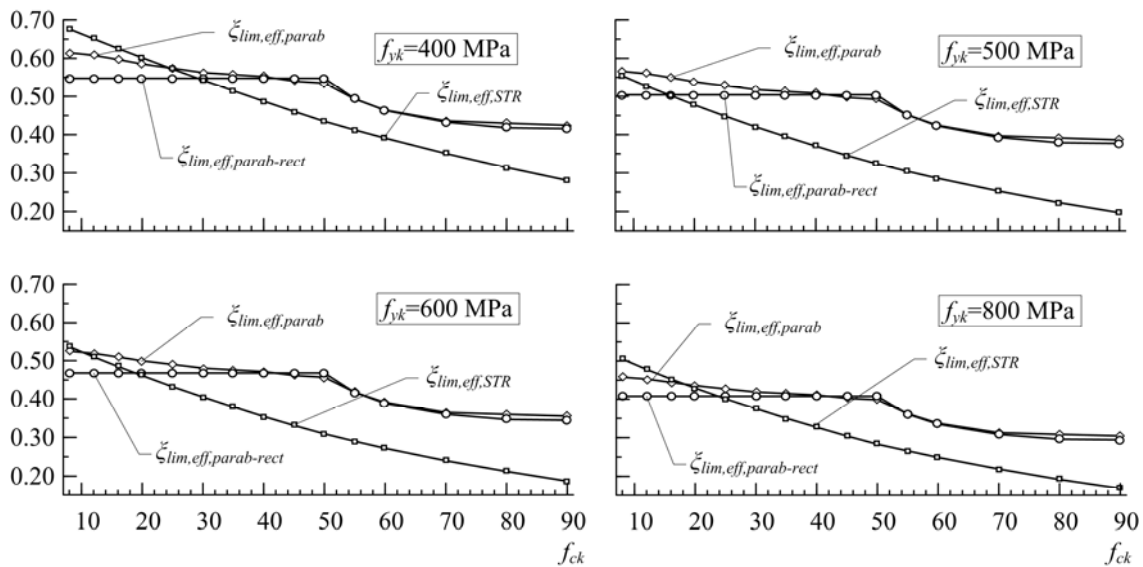 0.70
0.60
0.50
0.40
0.30
0.20
ξlim,eff,parab
fyk=400 MPa
ξlim,eff,STR
ξlim,eff,parab-rect
fyk=500 MPa
ξlim,eff,parab
ξlim,eff,STR
ξlim,eff,parab-rect
0.70
0.60
0.50
0.40
0.30
0.20
fyk=600 MPa
ξlim,eff,parab
ξlim,eff,STR
ξlim,eff,parab-rect
10 20 30 40 50 60 70 80 90
fck
fyk=800 MPa
ξlim,eff,parab
ξlim,eff,STR
ξlim,eff,parab-rect
10 20 30 40 50 60 70 80 90
fck